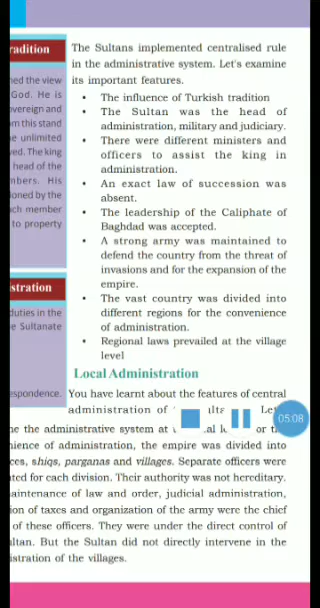 radition
ned the view
God. He is
vereign and
m this stand
e unlimited
ed. The king
head of the
mbers. His
ioned by the
ch member
to property
The Sultans implemented centralised rule
in the administrative system. Let's examine
its important features.
• The influence of Turkish tradition
• The Sultan was the head of
administration, military and judiciary.
• There were different ministers and
officers to assist the king in
administration.
• An exact law of succession was
absent.
• The leadership of the Caliphate of
Baghdad was accepted.
• A strong army was maintained to
defend the country from the threat of
invasions and for the expansion of the
empire.
• The vast country was divided into
different regions for the convenience
of administration.
• Regional laws prevailed at the village
level
stration
duties in the
e Sultanate
espondence.
Local Administration
You have learnt about the features of central
administration of
05:08
the administrative system at
ience of administration, the empire was divided into
ces, shiqs, parganas and villages. Separate officers were
ted for each division. Their authority was not hereditary.
aintenance of law and order, judicial administration,
ion of taxes and organization of the army were the chief
of these officers. They were under the direct control of
ltan. But the Sultan did not directly intervene in the
istration of the villages.